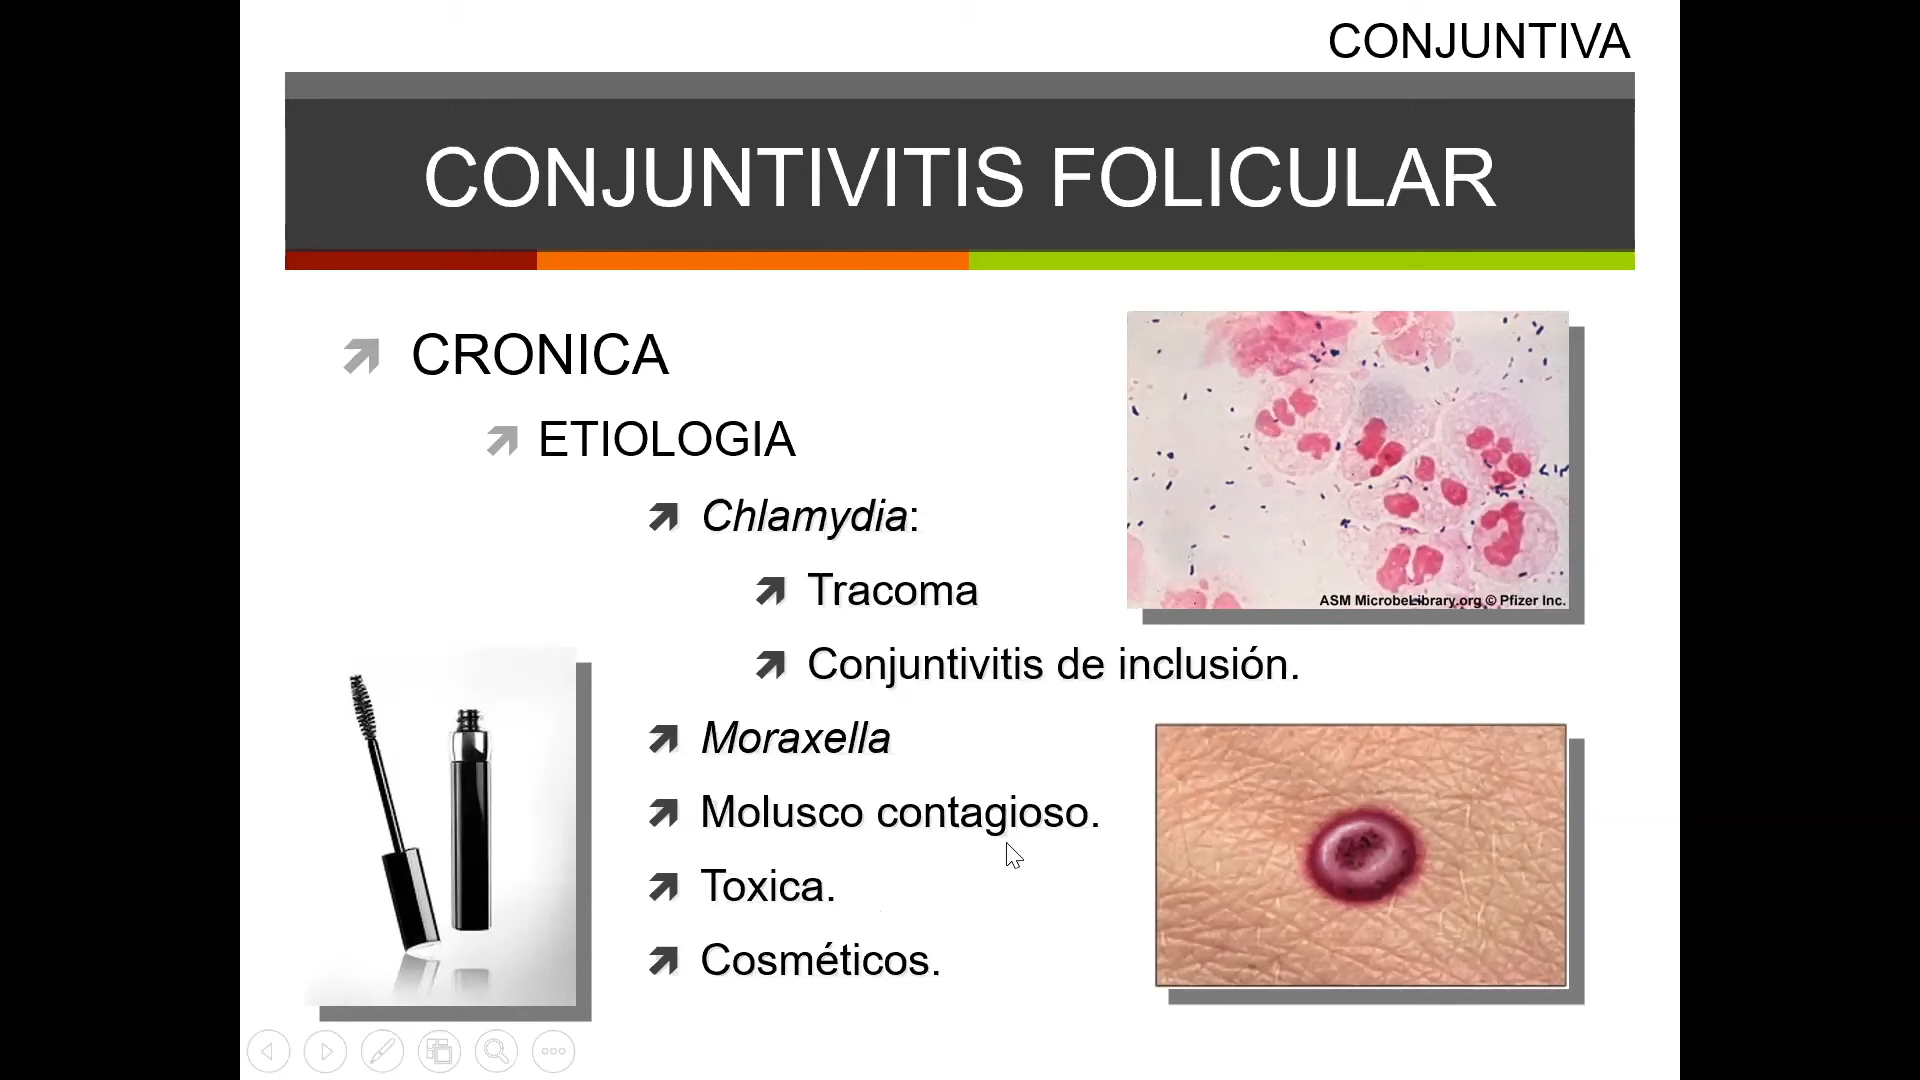 CONJUNTIVA
CONJUNTIVITIS FOLICULAR
CRONICA
ETIOLOGIA
Chlamydia:
Tracoma
ASM MicrobeLibrary.org © Pfizer Inc.
Conjuntivitis de inclusión.
Moraxella
Molusco contagioso.
Toxica.
Cosméticos.